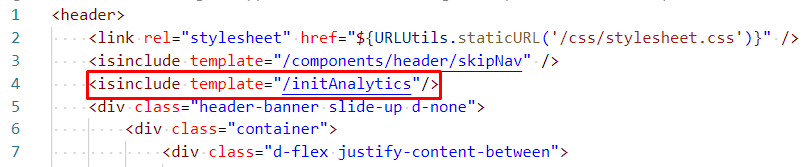 1 <header>
2 <link rel="stylesheet" href="${URLUtils.staticURL('/css/stylesheet.css')}" />
3 <isinclude template="/components/header/skipNav" />
4 <isinclude template="/initAnalytics"/>
5 <div class="header-banner slide-up d-none">
6 <div class="container">
7 <div class="d-flex justify-content-between">